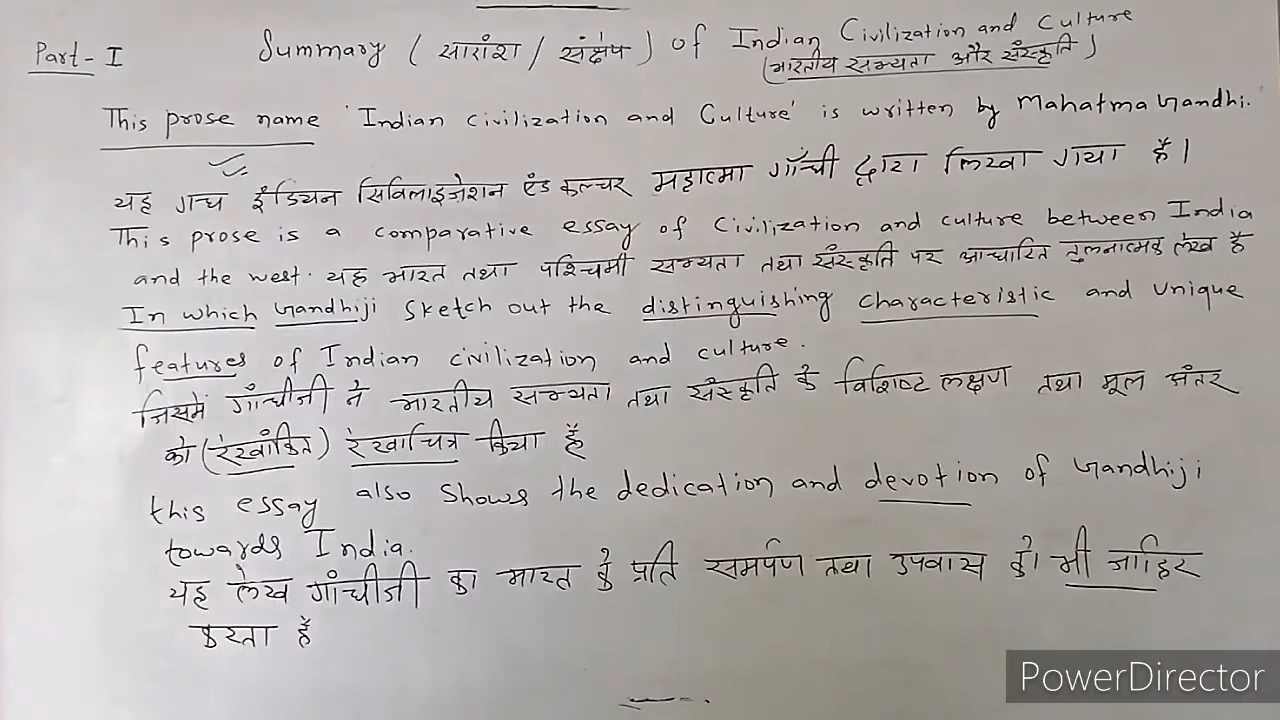 Part - I Summary ( सारांश / संक्षेप ) of Indian Civilization and Culture
(भारतीय सभ्यता और संस्कृति)
This prose name 'Indian civilization and Culture' is written by Mahatma Gandhi.
यह गद्य इंडियन सिविलाइजेशन एंड कल्चर महात्मा गाँधी द्वारा लिखा गया है।
This prose is a comparative essay of Civilization and culture between India
and the west. यह भारत तथा पश्चिमी सभ्यता तथा संस्कृति पर आधारित तुलनात्मक लेख है
In which Gandhiji sketch out the distinguishing characteristic and unique
features of Indian civilization and culture.
जिसमें गाँधीजी ने भारतीय सभ्यता तथा संस्कृति के विशिष्ट लक्षण तथा मूल अंतर
को (रेखांकित) रेखाचित्र किया है
this essay also shows the dedication and devotion of Gandhiji
towards India.
यह लेख गांधीजी का भारत के प्रति समर्पण तथा उपवास को भी जाहिर
करता है
PowerDirector